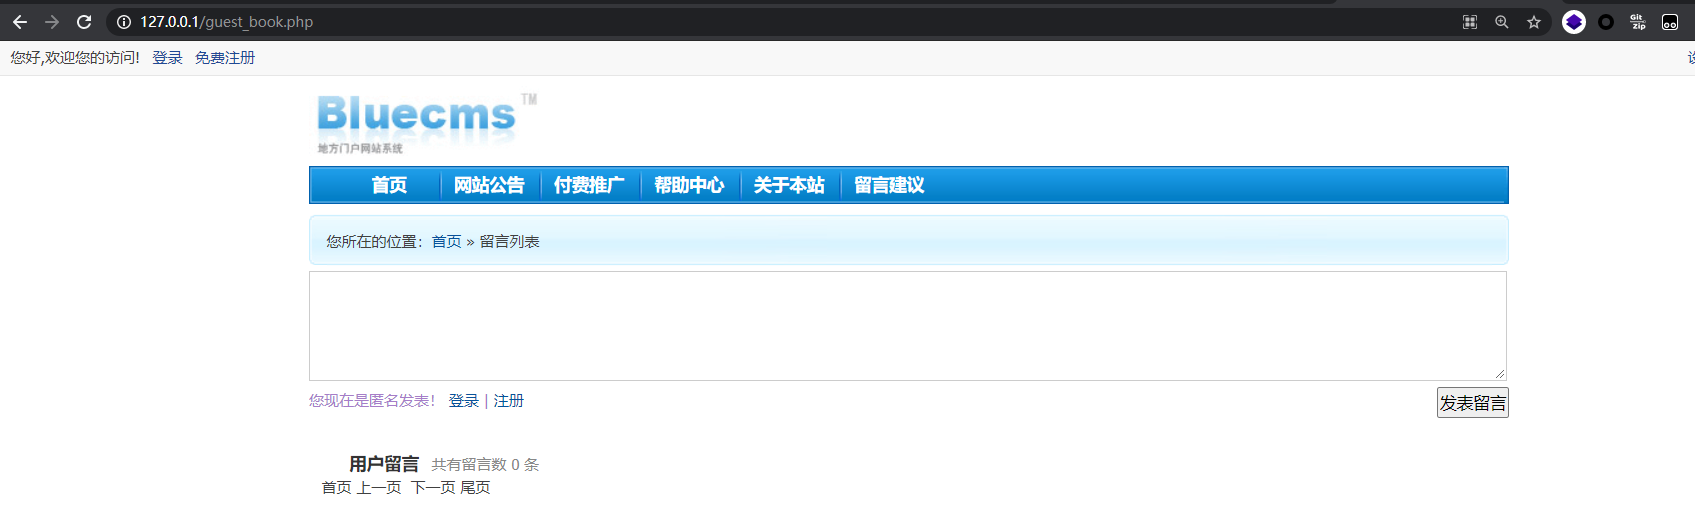 127.0.0.1/guest_book.php
Git Zip
您好,欢迎您的访问! 登录 免费注册
Bluecms TM
地方门户网站系统
首页 网站公告 付费推广 帮助中心 关于本站 留言建议
您所在的位置：首页 » 留言列表
您现在是匿名发表！ 登录 | 注册
发表留言
用户留言 共有留言数 0 条
首页 上一页 下一页 尾页